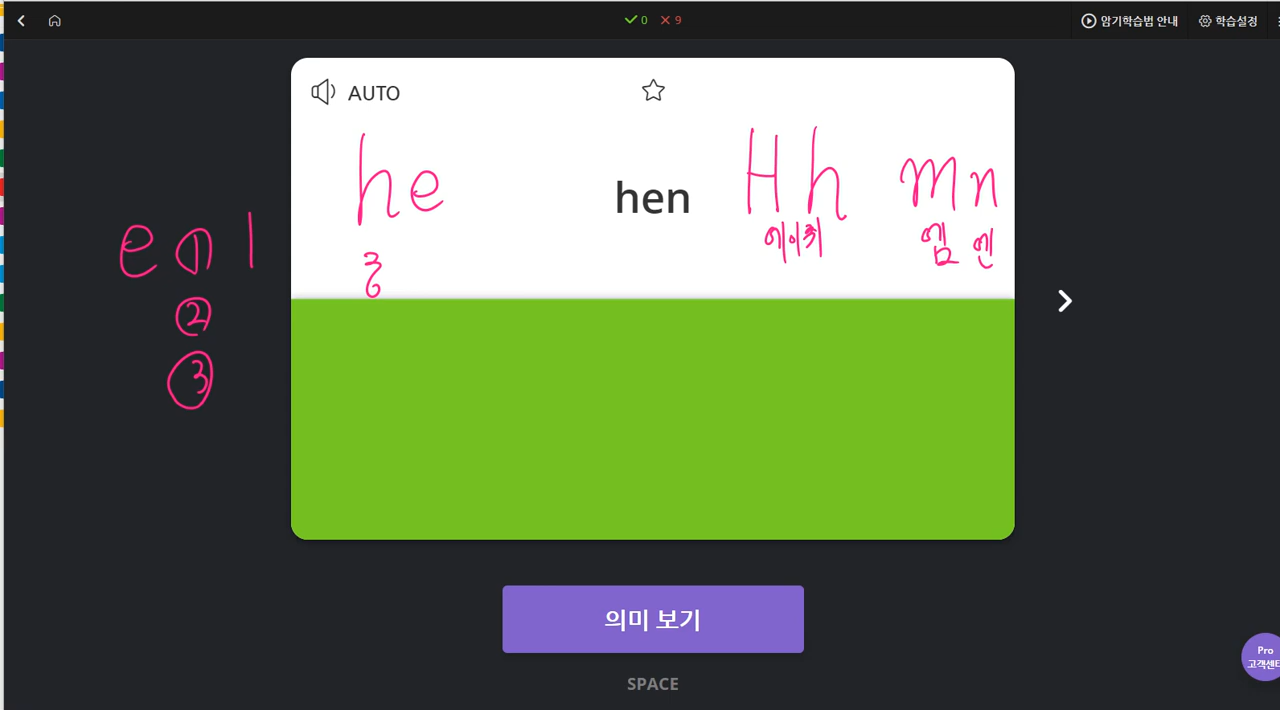 0 9 암기학습법 안내 학습설정
AUTO
he hen Hh mn
에이취 엠 엔
e ① 1
ㅎ
②
③
의미 보기
SPACE
Pro
고객센터